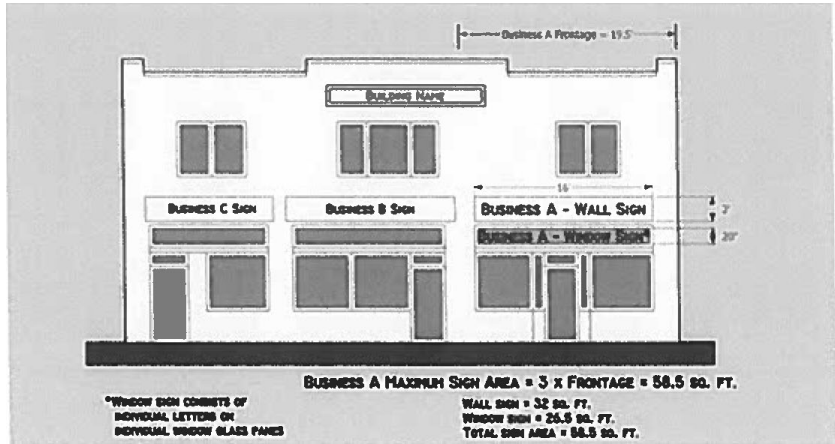 Business A Frontage = 19.5'
BUILDING NAME
16'
BUSINESS C SIGN
BUSINESS B SIGN
BUSINESS A - WALL SIGN
2'
BUSINESS A - WINDOW SIGN*
20"
BUSINESS A MAXIMUM SIGN AREA = 3 X FRONTAGE = 58.5 SQ. FT.
*WINDOW SIGN CONSISTS OF
INDIVIDUAL LETTERS ON
INDIVIDUAL WINDOW GLASS PANES
WALL SIGN = 32 SQ. FT.
WINDOW SIGN = 26.5 SQ. FT.
TOTAL SIGN AREA = 58.5 SQ. FT.